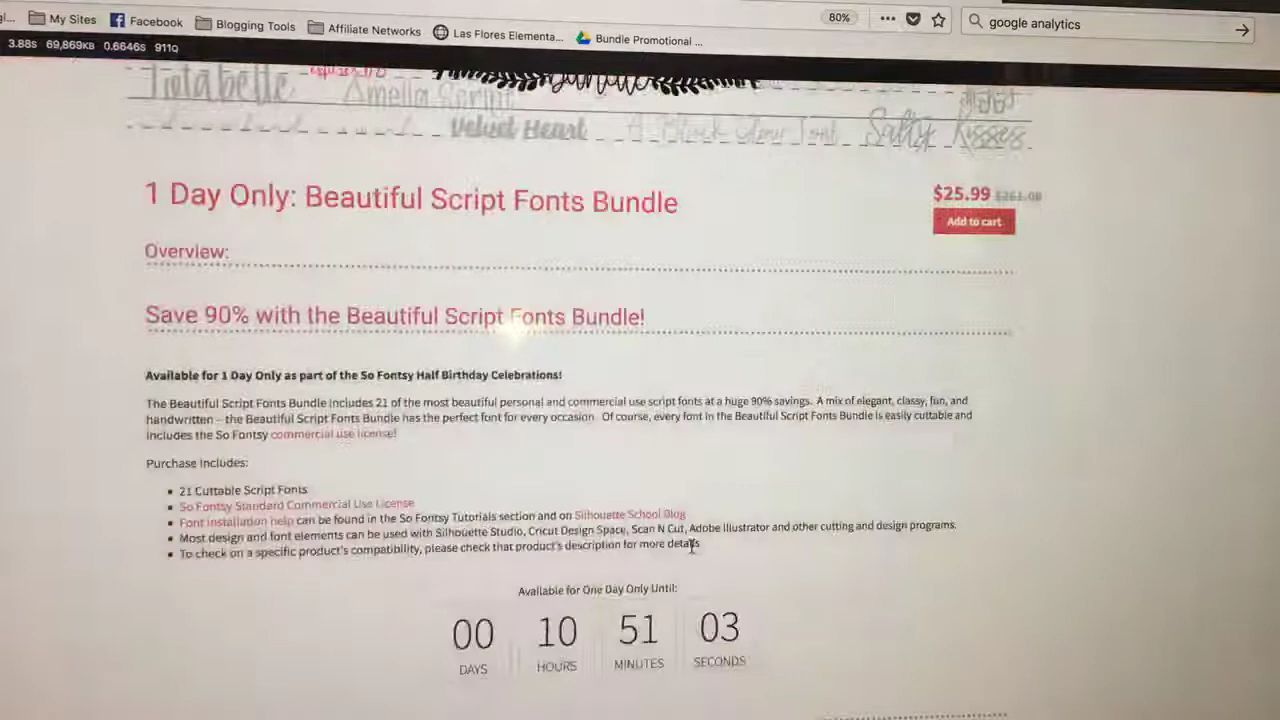 My Sites Facebook Blogging Tools Affiliate Networks Las Flores Elementa... Bundle Promotional ... 80% google analytics
3.88s 69,869KB 0.6646s 911Q
Amelia Script
Velvet Heart Salty Kisses
1 Day Only: Beautiful Script Fonts Bundle
$25.99
Add to cart
Overview:
Save 90% with the Beautiful Script Fonts Bundle!
Available for 1 Day Only as part of the So Fontsy Half Birthday Celebrations!
The Beautiful Script Fonts Bundle includes 21 of the most beautiful personal and commercial use script fonts at a huge 90% savings. A mix of elegant, classy, fun, and
handwritten – the Beautiful Script Fonts Bundle has the perfect font for every occasion. Of course, every font in the Beautiful Script Fonts Bundle is easily cuttable and
includes the So Fontsy commercial use license!
Purchase includes:
21 Cuttable Script Fonts
So Fontsy Standard Commercial Use License
Font installation help can be found in the So Fontsy Tutorials section and on Silhouette School Blog
Most design and font elements can be used with Silhouette Studio, Cricut Design Space, Scan N Cut, Adobe Illustrator and other cutting and design programs.
To check on a specific product's compatibility, please check that product's description for more details
Available for One Day Only Until:
00 10 51 03
DAYS HOURS MINUTES SECONDS